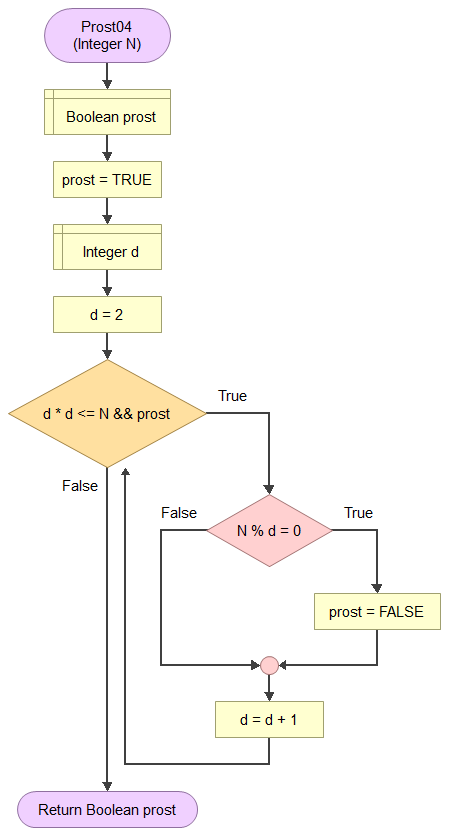 Prost04
(Integer N)
Boolean prost
prost = TRUE
Integer d
d = 2
d * d <= N && prost
True
False
N % d = 0
False
True
prost = FALSE
d = d + 1
Return Boolean prost